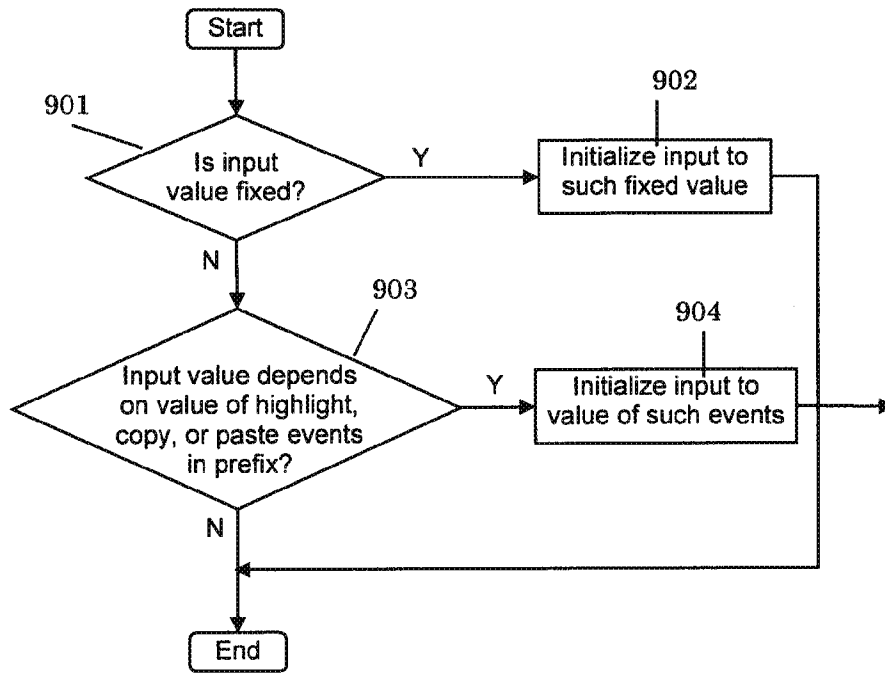 Start
901
Is input
value fixed?
Y
902
Initialize input to
such fixed value
N
903
Input value depends
on value of highlight,
copy, or paste events
in prefix?
Y
904
Initialize input to
value of such events
N
End